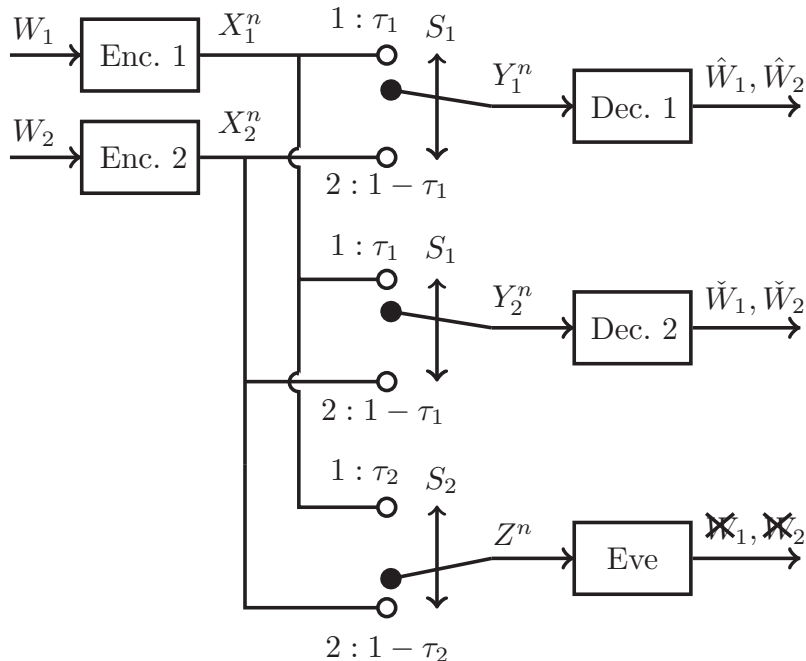 W₁ Enc. 1 X₁ⁿ 1 : τ₁ S₁ Y₁ⁿ Dec. 1 Ŵ₁, Ŵ₂
W₂ Enc. 2 X₂ⁿ 2 : 1 − τ₁
1 : τ₁ S₁ Y₂ⁿ Dec. 2 W̌₁, W̌₂
2 : 1 − τ₁
1 : τ₂ S₂ Zⁿ Eve W₁, W₂
2 : 1 − τ₂